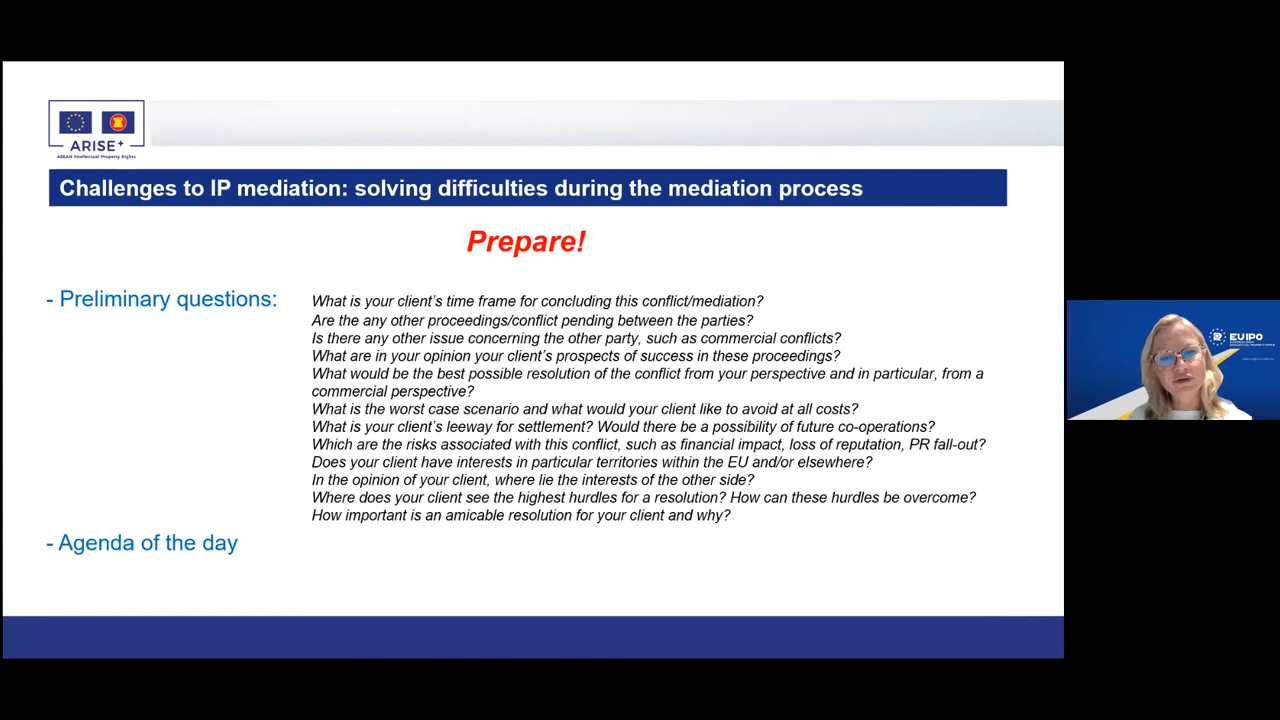 ARISE+
ASEAN Intellectual Property Rights
Challenges to IP mediation: solving difficulties during the mediation process
Prepare!
- Preliminary questions:
What is your client's time frame for concluding this conflict/mediation?
Are the any other proceedings/conflict pending between the parties?
Is there any other issue concerning the other party, such as commercial conflicts?
What are in your opinion your client's prospects of success in these proceedings?
What would be the best possible resolution of the conflict from your perspective and in particular, from a
commercial perspective?
What is the worst case scenario and what would your client like to avoid at all costs?
What is your client's leeway for settlement? Would there be a possibility of future co-operations?
Which are the risks associated with this conflict, such as financial impact, loss of reputation, PR fall-out?
Does your client have interests in particular territories within the EU and/or elsewhere?
In the opinion of your client, where lie the interests of the other side?
Where does your client see the highest hurdles for a resolution? How can these hurdles be overcome?
How important is an amicable resolution for your client and why?
- Agenda of the day
EUIPO